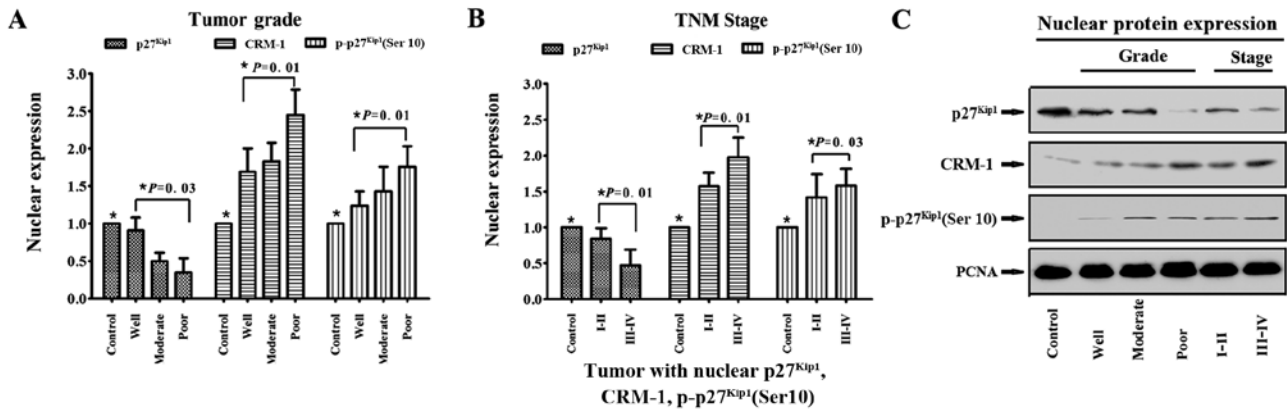 A
Tumor grade
p27Kip1 CRM-1 p-p27Kip1(Ser 10)
Nuclear expression
3.0
2.5
2.0
1.5
1.0
0.5
0.0
*P=0.03
*P=0.01
*P=0.01
*
*
*
Control Well Moderate Poor Control Well Moderate Poor Control Well Moderate Poor
B
TNM Stage
p27Kip1 CRM-1 p-p27Kip1(Ser 10)
Nuclear expression
3.0
2.5
2.0
1.5
1.0
0.5
0.0
*P=0.01
*P=0.01
*P=0.03
*
*
*
Control I-II III-IV Control I-II III-IV Control I-II III-IV
Tumor with nuclear p27Kip1,
CRM-1, p-p27Kip1(Ser10)
C
Nuclear protein expression
Grade Stage
p27Kip1
CRM-1
p-p27Kip1(Ser 10)
PCNA
Control Well Moderate Poor I-II III-IV